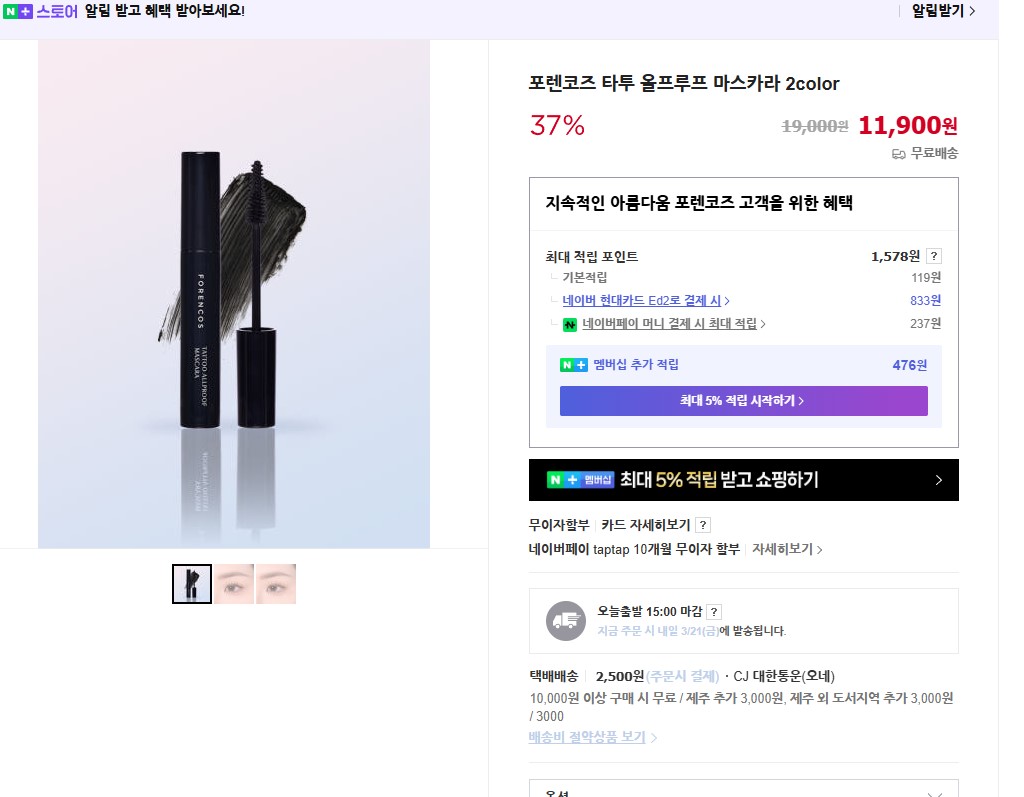 N+ 스토어 알림 받고 혜택 받아보세요!
알림받기
포렌코즈 타투 올프루프 마스카라 2color
37%
19,000원 11,900원
무료배송
지속적인 아름다움 포렌코즈 고객을 위한 혜택
최대 적립 포인트 1,578원 ?
기본적립 119원
네이버 현대카드 Ed2로 결제 시 833원
네이버페이 머니 결제 시 최대 적립 237원
N+ 멤버십 추가 적립 476원
최대 5% 적립 시작하기
N+ 멤버십 최대 5% 적립 받고 쇼핑하기
무이자할부 카드 자세히보기 ?
네이버페이 taptap 10개월 무이자 할부 자세히보기
오늘출발 15:00 마감 ?
지금 주문 시 내일 3/21(금)에 발송됩니다.
택배배송 2,500원(주문시 결제) · CJ 대한통운(오네)
10,000원 이상 구매 시 무료 / 제주 추가 3,000원, 제주 외 도서지역 추가 3,000원
/ 3000
배송비 절약상품 보기
옵션
FORENCOS
TATTOO ALLPROOF
MASCARA